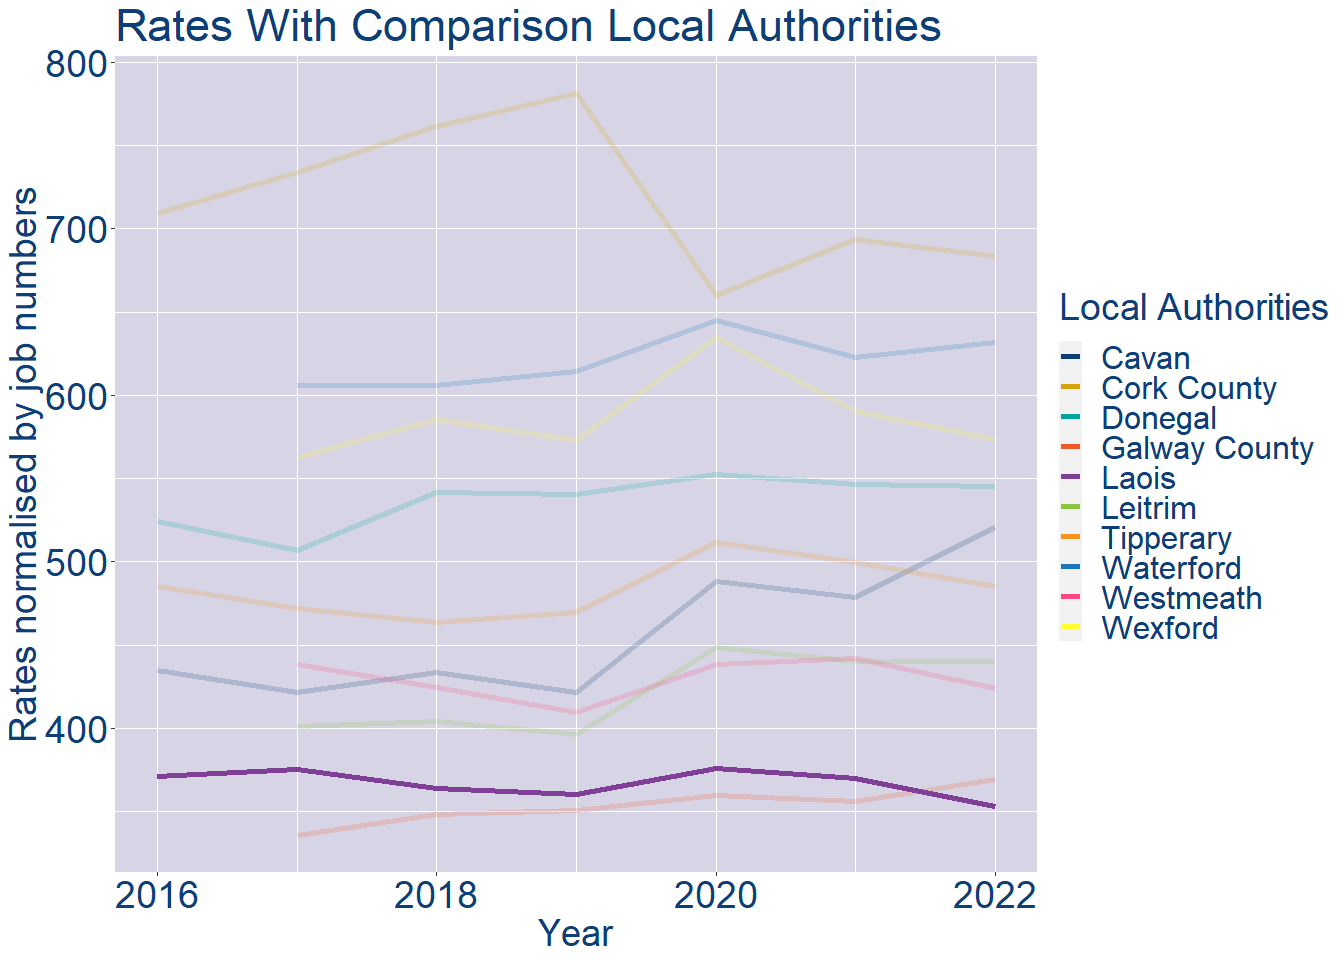 Rates With Comparison Local Authorities
Rates normalised by job numbers
800
700
600
500
400
2016 2018 2020 2022
Year
Local Authorities
Cavan
Cork County
Donegal
Galway County
Laois
Leitrim
Tipperary
Waterford
Westmeath
Wexford